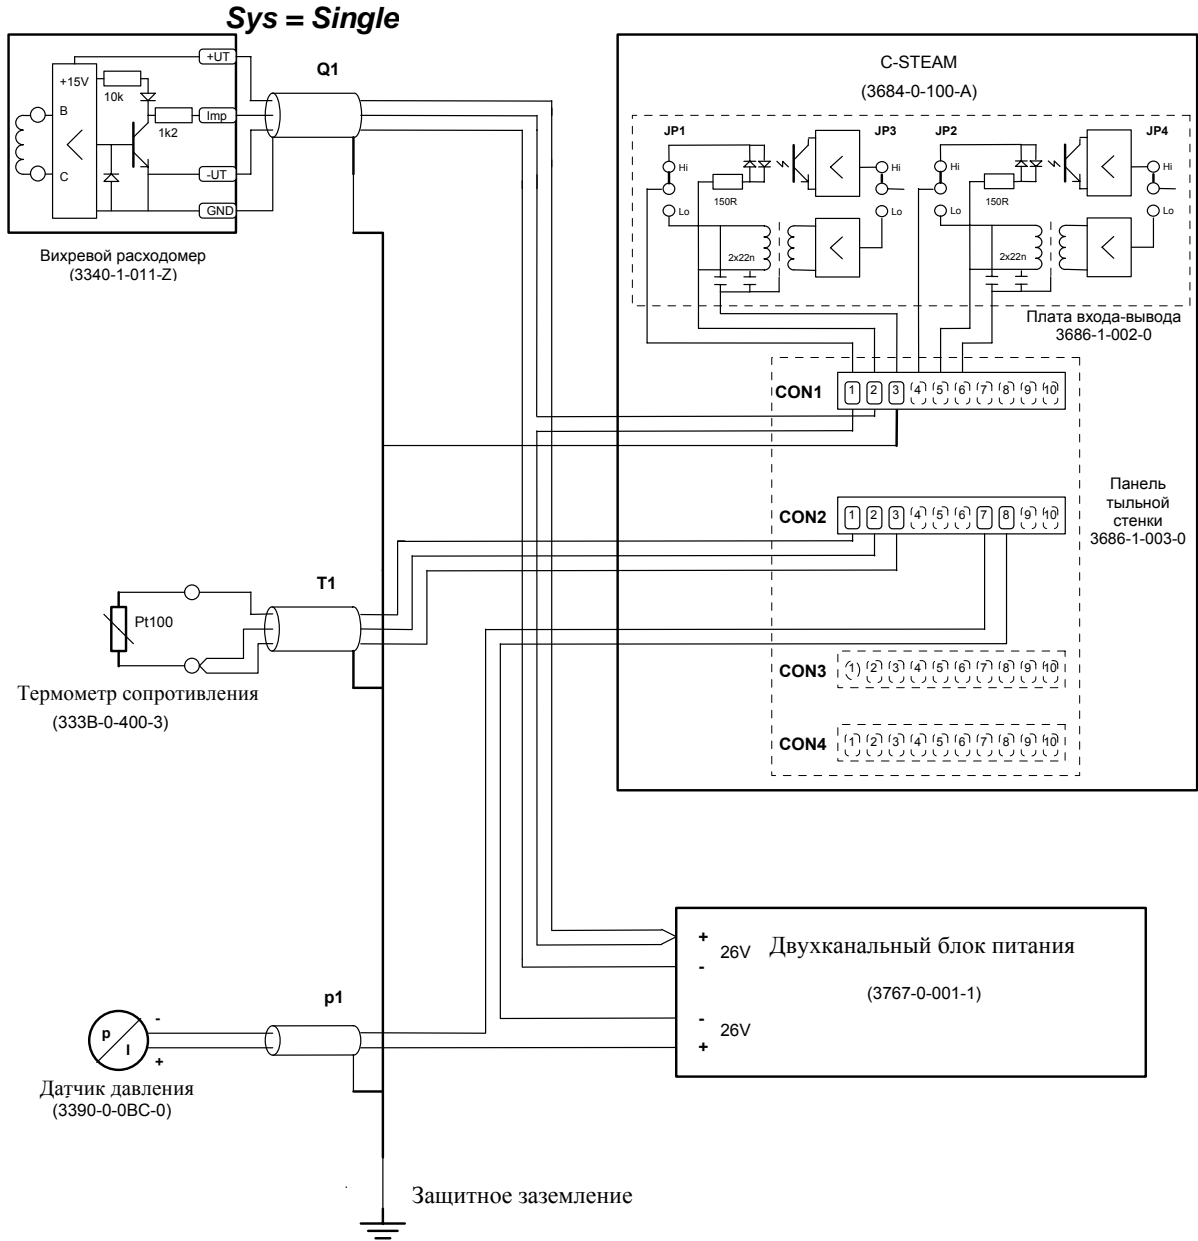 Sys = Single
+UT
+15V
10k
B
Imp
1k2
C
-UT
GND
Вихревой расходомер
(3340-1-011-Z)
Q1
C-STEAM
(3684-0-100-A)
JP1
JP3
JP2
JP4
Hi
Hi
Hi
Hi
150R
150R
Lo
Lo
Lo
Lo
2x22n
2x22n
Плата входа-вывода
3686-1-002-0
CON1
1 2 3 4 5 6 7 8 9 10
Панель
тыльной
стенки
3686-1-003-0
CON2
1 2 3 4 5 6 7 8 9 10
T1
Pt100
Термометр сопротивления
(333B-0-400-3)
CON3
1 2 3 4 5 6 7 8 9 10
CON4
1 2 3 4 5 6 7 8 9 10
+
26V
-
Двухканальный блок питания
(3767-0-001-1)
-
26V
+
p1
p
I
-
+
Датчик давления
(3390-0-0BC-0)
Защитное заземление